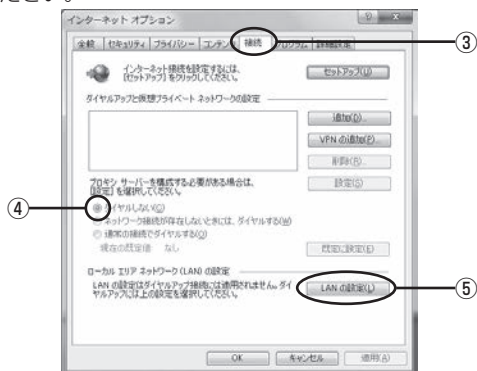 ださい。
インターネット オプション
全般 セキュリティ プライバシー コンテンツ 接続 プログラム 詳細設定
③
インターネット接続を設定するには、
[セットアップ] をクリックしてください。
セットアップ(U)
ダイヤルアップと仮想プライベート ネットワークの設定
追加(D)...
VPN の追加(P)...
削除(R)...
プロキシ サーバーを構成する必要がある場合は、
[設定] を選択してください。
設定(S)
④
ダイヤルしない(C)
ネットワーク接続が存在しないときには、ダイヤルする(W)
通常の接続でダイヤルする(O)
現在の既定値 なし
既定に設定(E)
ローカル エリア ネットワーク (LAN) の設定
LAN の設定はダイヤルアップ接続には適用されません。ダイ
ヤルアップには上の設定を選択してください。
LAN の設定(L)
⑤
OK キャンセル 適用(A)